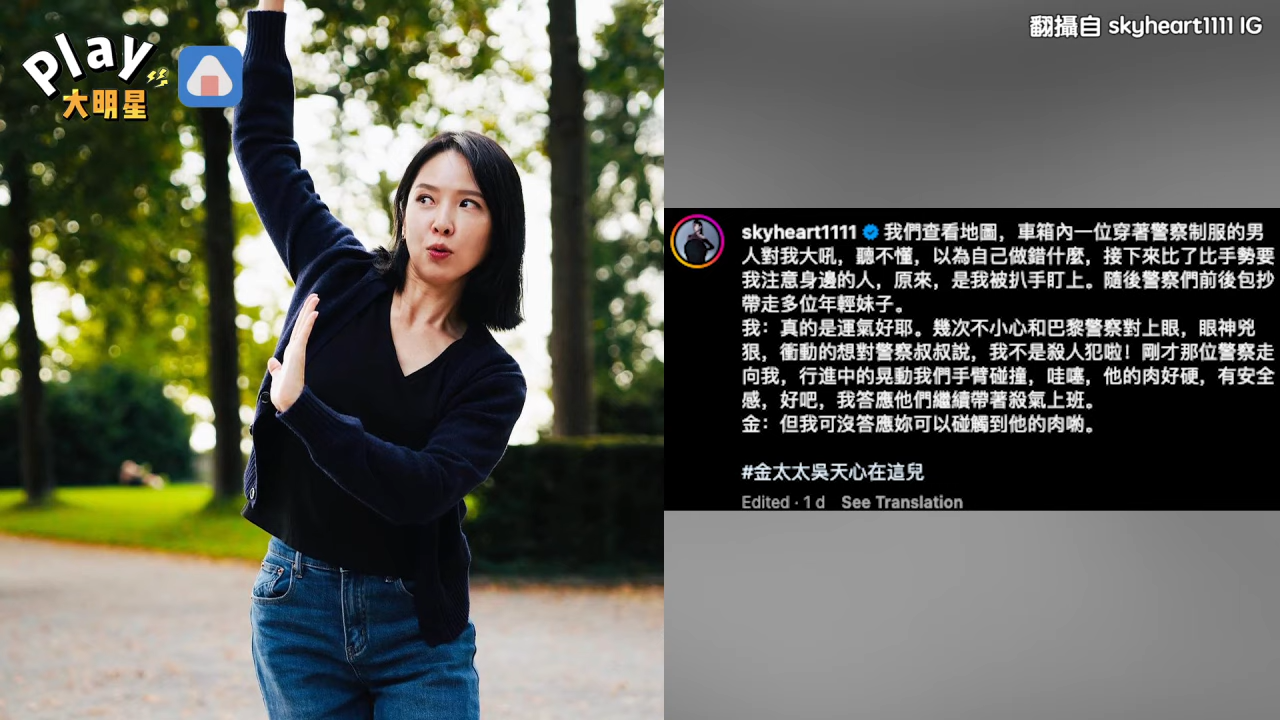 Play
大明星
翻攝自 skyheart1111 IG
skyheart1111 我們查看地圖，車箱內一位穿著警察制服的男
人對我大吼，聽不懂，以為自己做錯什麼，接下來比了比手勢要
我注意身邊的人，原來，是我被扒手盯上。隨後警察們前後包抄
帶走多位年輕妹子。
我：真的是運氣好耶。幾次不小心和巴黎警察對上眼，眼神兇
狠，衝動的想對警察叔叔說，我不是殺人犯啦！剛才那位警察走
向我，行進中的晃動我們手臂碰撞，哇噻，他的肉好硬，有安全
感，好吧，我答應他們繼續帶著殺氣上班。
金：但我可沒答應妳可以碰觸到他的肉喲。
#金太太吳天心在這兒
Edited · 1 d See Translation